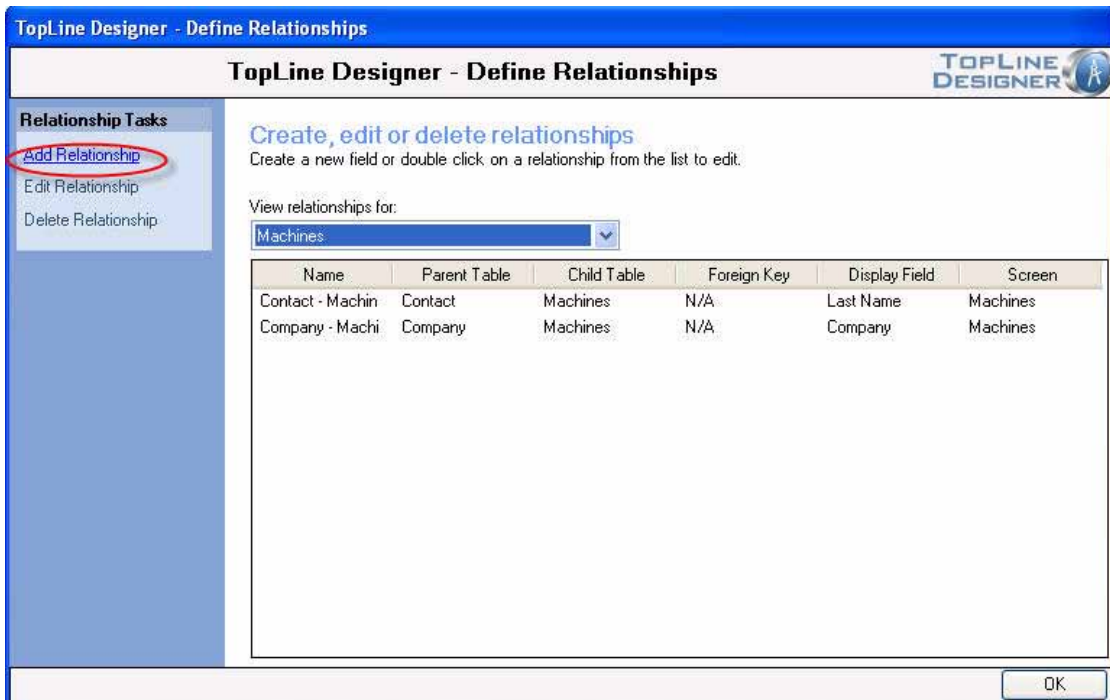 TopLine Designer - Define Relationships
TopLine Designer - Define Relationships
TOPLINE
DESIGNER
Relationship Tasks
Add Relationship
Edit Relationship
Delete Relationship
Create, edit or delete relationships
Create a new field or double click on a relationship from the list to edit.
View relationships for:
Machines
Name Parent Table Child Table Foreign Key Display Field Screen
Contact - Machin Contact Machines N/A Last Name Machines
Company - Machi Company Machines N/A Company Machines
OK